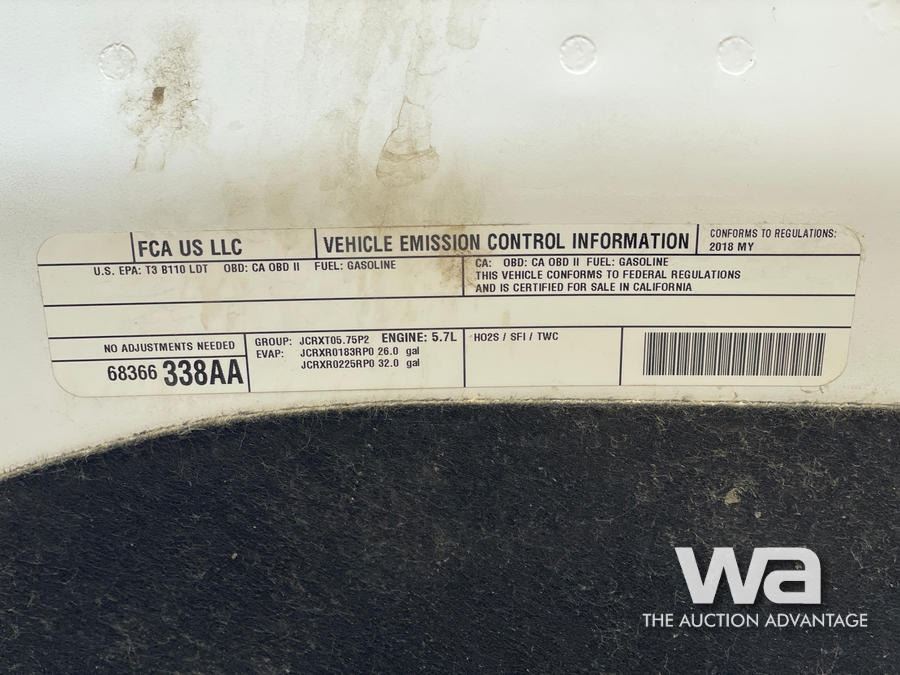 FCA US LLC
VEHICLE EMISSION CONTROL INFORMATION
CONFORMS TO REGULATIONS:
2018 MY
U.S. EPA: T3 B110 LDT OBD: CA OBD II FUEL: GASOLINE
CA: OBD: CA OBD II FUEL: GASOLINE
THIS VEHICLE CONFORMS TO FEDERAL REGULATIONS
AND IS CERTIFIED FOR SALE IN CALIFORNIA
NO ADJUSTMENTS NEEDED
68366 338AA
GROUP: JCRXT05.75P2 ENGINE: 5.7L
EVAP: JCRXR0183RP0 26.0 gal
JCRXR0225RP0 32.0 gal
HO2S / SFI / TWC
wa
THE AUCTION ADVANTAGE